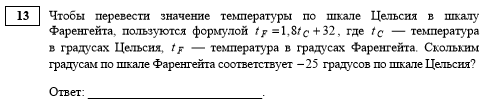 13 Чтобы перевести значение температуры по шкале Цельсия в шкалу
Фаренгейта, пользуются формулой t_F=1,8t_C+32, где t_C — температура
в градусах Цельсия, t_F — температура в градусах Фаренгейта. Скольким
градусам по шкале Фаренгейта соответствует −25 градусов по шкале Цельсия?
Ответ: ___________________________.